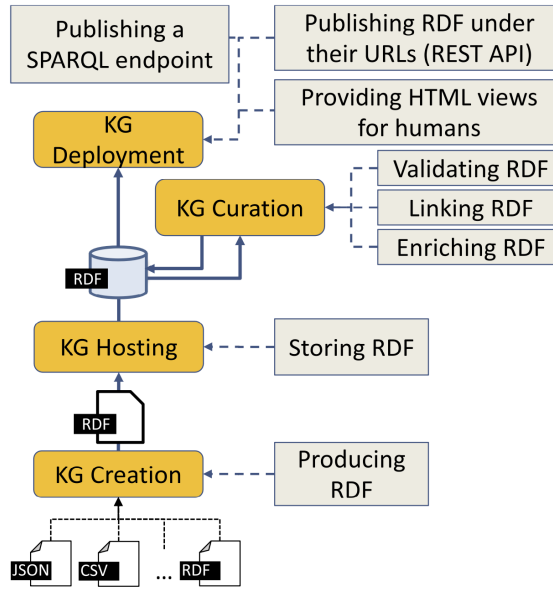 Publishing a
SPARQL endpoint
Publishing RDF under
their URLs (REST API)
Providing HTML views
for humans
KG
Deployment
Validating RDF
KG Curation
Linking RDF
Enriching RDF
RDF
KG Hosting
Storing RDF
RDF
KG Creation
Producing
RDF
JSON
CSV
...
RDF